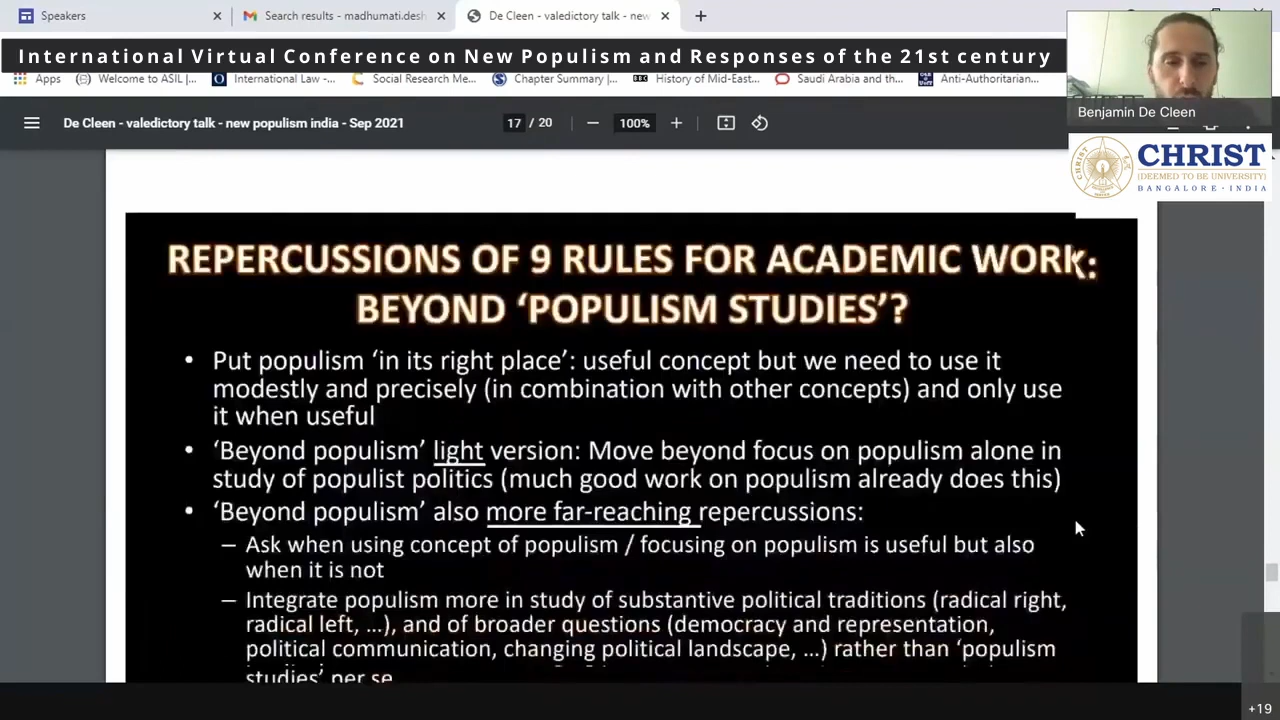 Speakers
Search results - madhumati.desh
De Cleen - valedictory talk - new
International Virtual Conference on New Populism and Responses of the 21st century
Apps
Welcome to ASIL |...
International Law -...
Social Research Me...
Chapter Summary |...
History of Mid-East...
Saudi Arabia and th...
Anti-Authoritarian...
Benjamin De Cleen
De Cleen - valedictory talk - new populism india - Sep 2021
17 / 20
100%
CHRIST
(DEEMED TO BE UNIVERSITY)
BANGALORE · INDIA
REPERCUSSIONS OF 9 RULES FOR ACADEMIC WORK:
BEYOND ‘POPULISM STUDIES’?
• Put populism ‘in its right place’: useful concept but we need to use it
modestly and precisely (in combination with other concepts) and only use
it when useful
• ‘Beyond populism’ light version: Move beyond focus on populism alone in
study of populist politics (much good work on populism already does this)
• ‘Beyond populism’ also more far-reaching repercussions:
– Ask when using concept of populism / focusing on populism is useful but also
when it is not
– Integrate populism more in study of substantive political traditions (radical right,
radical left, ...), and of broader questions (democracy and representation,
political communication, changing political landscape, ...) rather than ‘populism
studies’ per se
+19